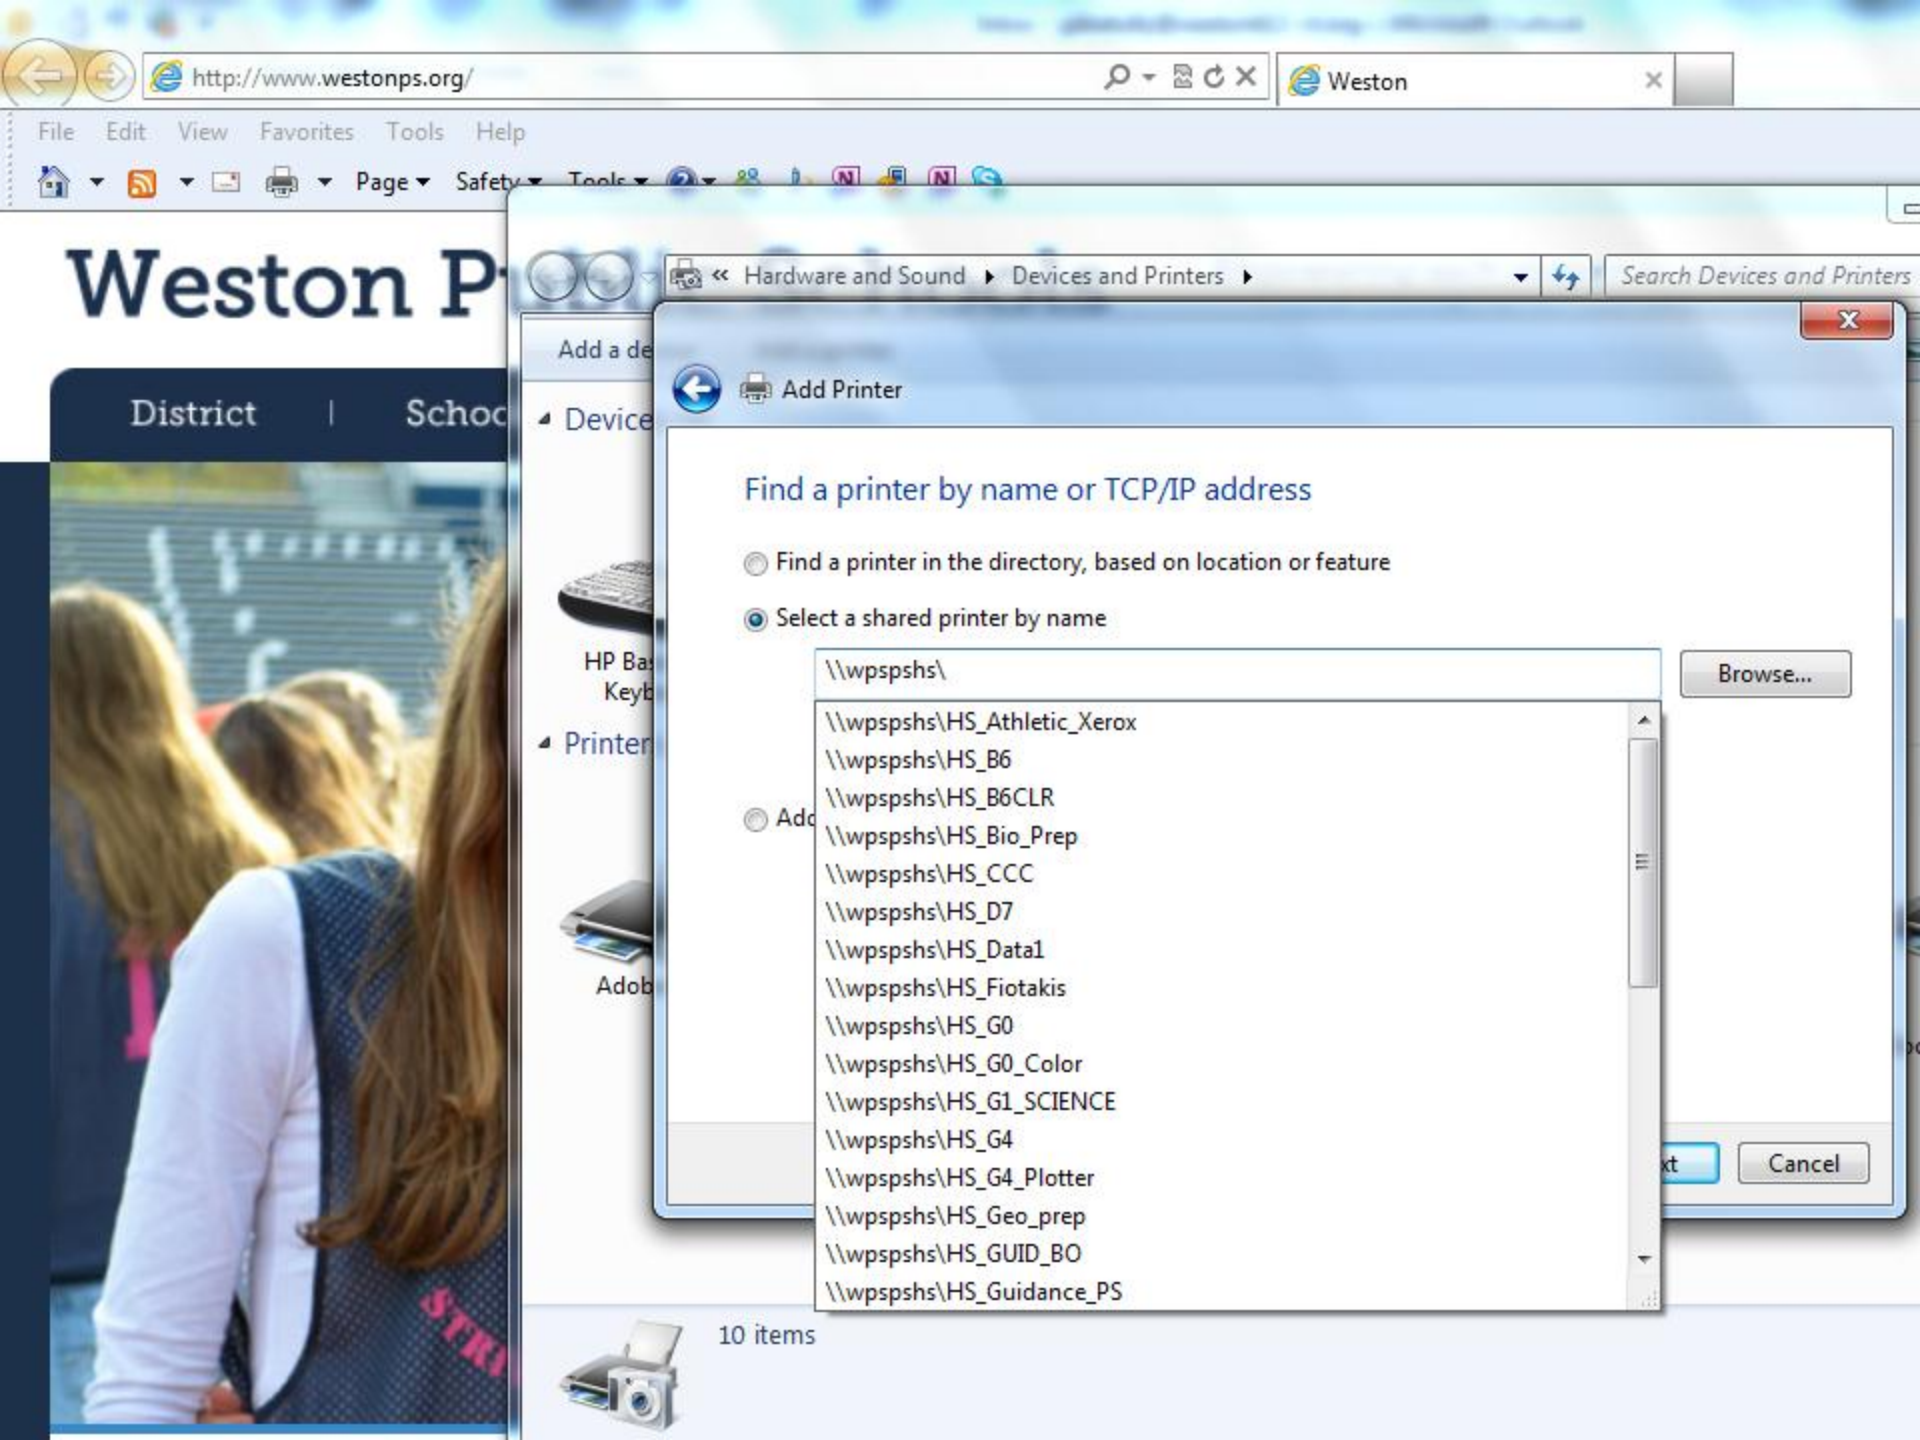 http://www.westonps.org/
Weston
File Edit View Favorites Tools Help
Page Safety Tools
Weston P
Hardware and Sound Devices and Printers
Search Devices and Printers
Add a de
Add Printer
District | Schoo
Device
Find a printer by name or TCP/IP address
Find a printer in the directory, based on location or feature
Select a shared printer by name
HP Bas
Keyb
\\wpspshs\
Browse...
Printer
\\wpspshs\HS_Athletic_Xerox
\\wpspshs\HS_B6
\\wpspshs\HS_B6CLR
Add
\\wpspshs\HS_Bio_Prep
\\wpspshs\HS_CCC
\\wpspshs\HS_D7
\\wpspshs\HS_Data1
Adob
\\wpspshs\HS_Fiotakis
\\wpspshs\HS_G0
\\wpspshs\HS_G0_Color
\\wpspshs\HS_G1_SCIENCE
\\wpspshs\HS_G4
\\wpspshs\HS_G4_Plotter
\\wpspshs\HS_Geo_prep
\\wpspshs\HS_GUID_BO
\\wpspshs\HS_Guidance_PS
xt
Cancel
10 items